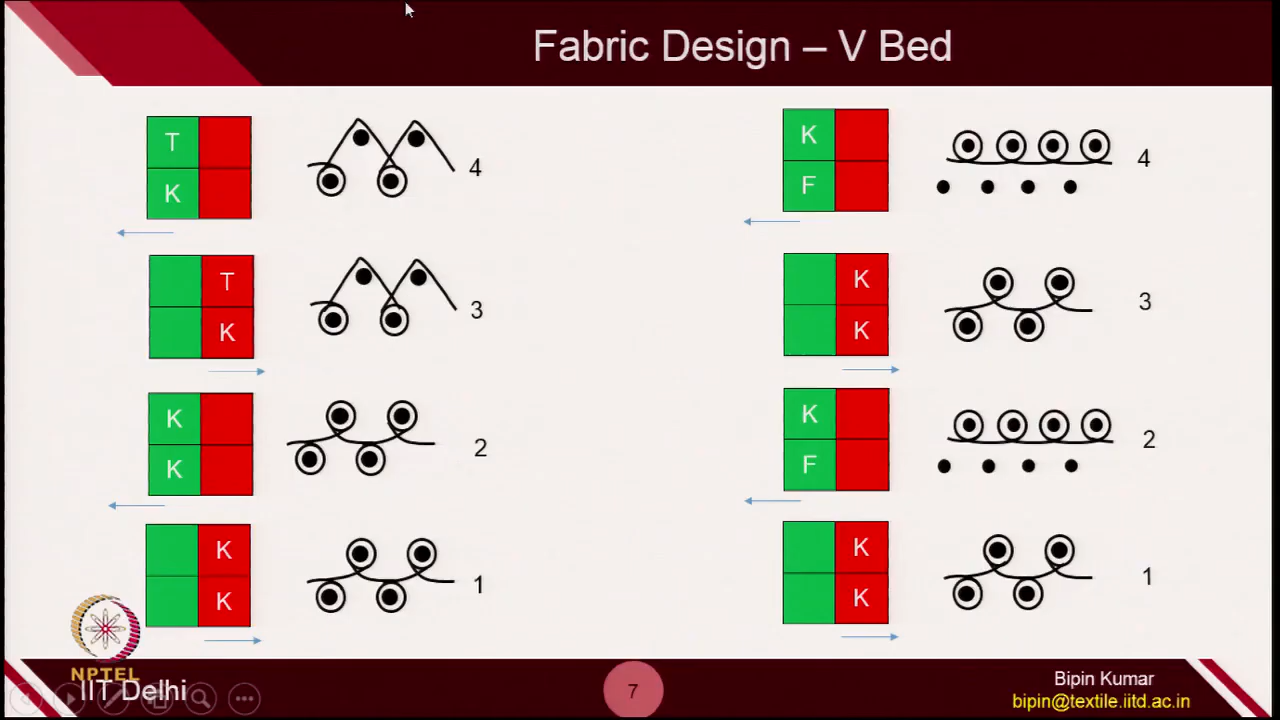 Fabric Design – V Bed
T
K
4
T
K
3
K
K
2
K
K
1
K
F
4
K
K
3
K
F
2
K
K
1
NPTEL
IIT Delhi
7
Bipin Kumar
bipin@textile.iitd.ac.in